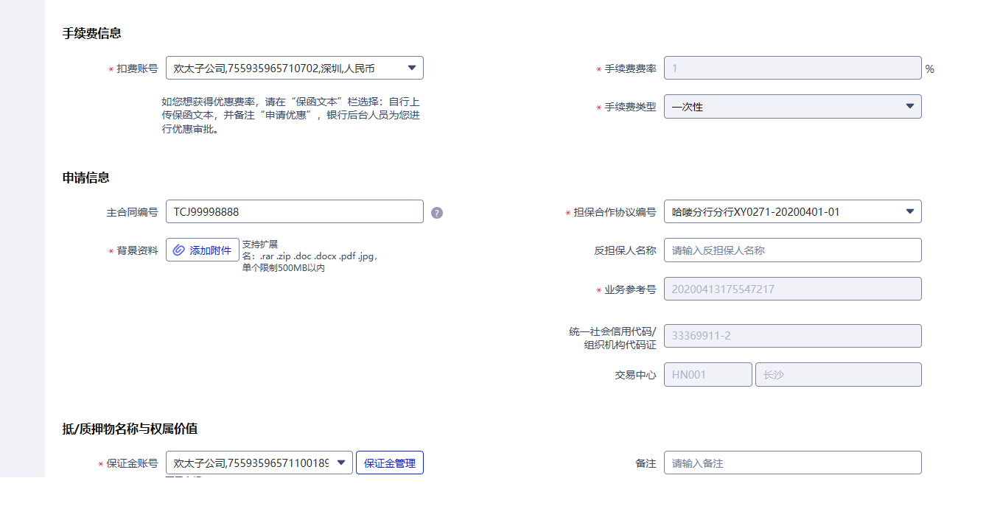 手续费信息
* 扣费账号 欢太子公司,755935965710702,深圳,人民币
* 手续费费率 1 %
如您想获得优惠费率，请在“保函文本”栏选择：自行上
传保函文本，并备注“申请优惠”，银行后台人员为您进
行优惠审批。
* 手续费类型 一次性
申请信息
主合同编号 TCJ99998888 ?
* 担保合作协议编号 哈喽分行分行XY0271-20200401-01
* 背景资料 添加附件
支持扩展
名：.rar .zip .doc .docx .pdf .jpg，
单个限制500MB以内
反担保人名称 请输入反担保人名称
* 业务参考号 20200413175547217
统一社会信用代码/
组织机构代码证 33369911-2
交易中心 HN001 长沙
抵/质押物名称与权属价值
* 保证金账号 欢太子公司,75593596571100189 保证金管理
备注 请输入备注